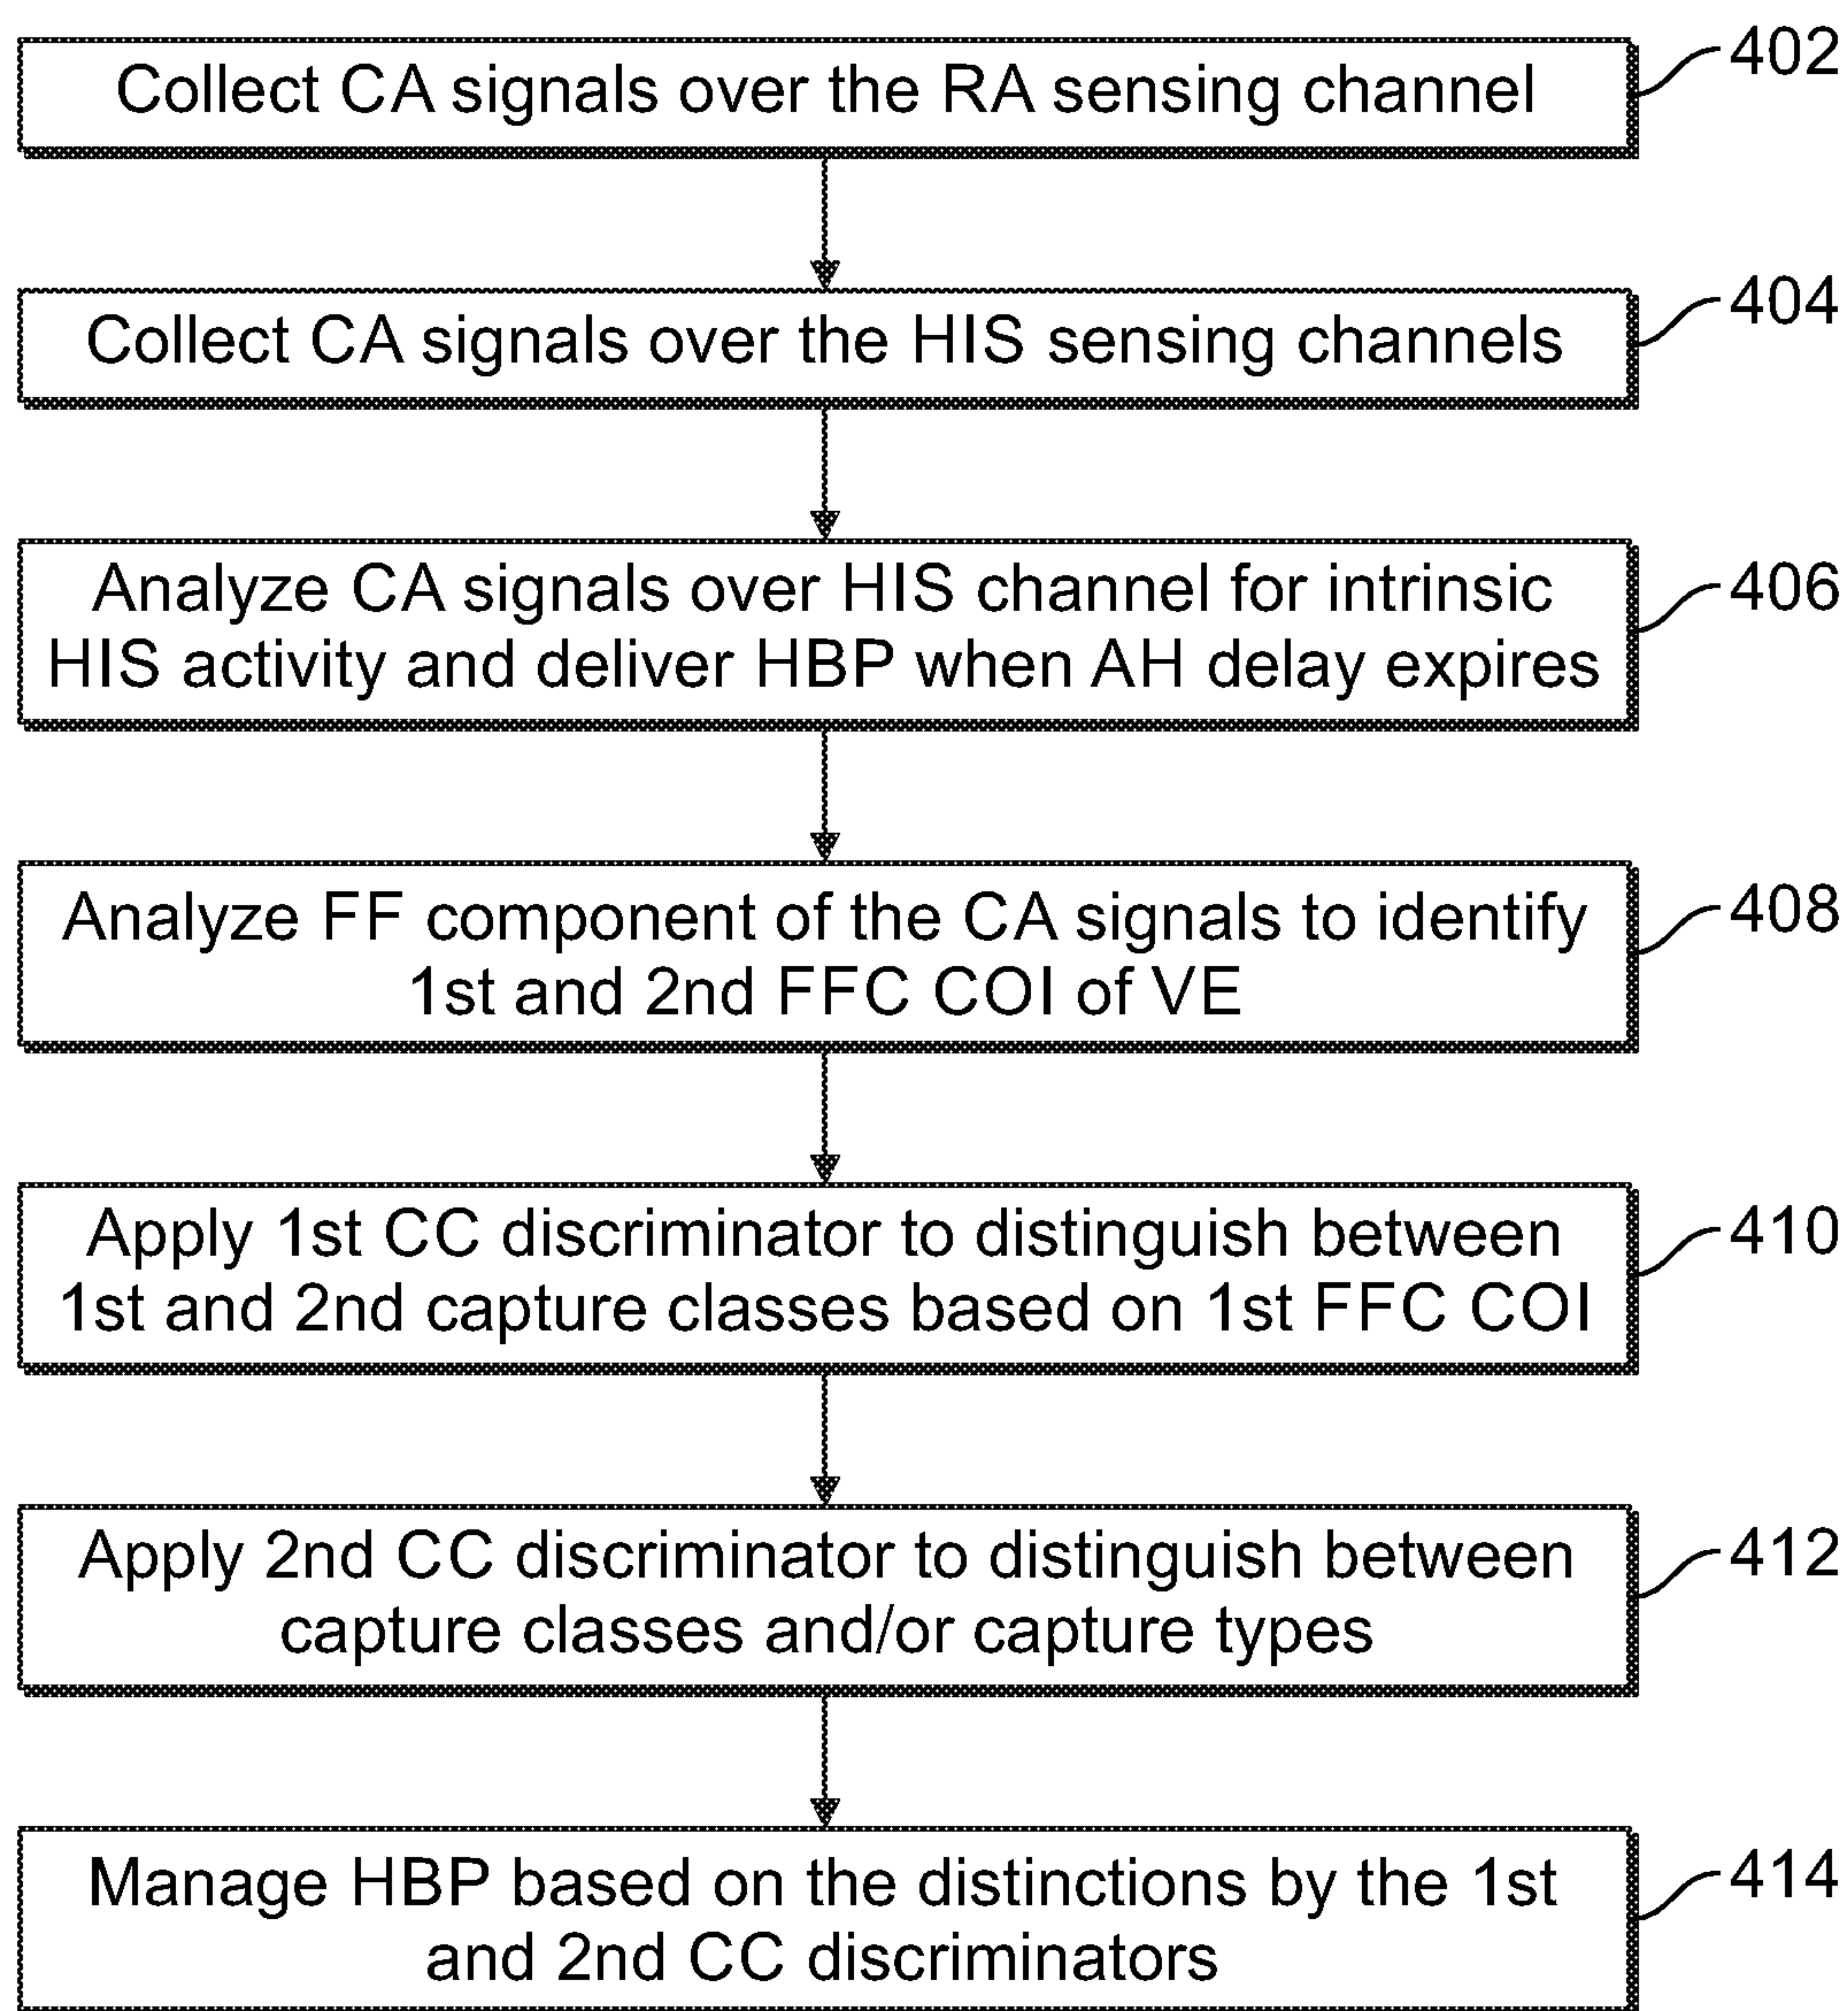 Collect CA signals over the RA sensing channel
402
Collect CA signals over the HIS sensing channels
404
Analyze CA signals over HIS channel for intrinsic
HIS activity and deliver HBP when AH delay expires
406
Analyze FF component of the CA signals to identify
1st and 2nd FFC COI of VE
408
Apply 1st CC discriminator to distinguish between
1st and 2nd capture classes based on 1st FFC COI
410
Apply 2nd CC discriminator to distinguish between
capture classes and/or capture types
412
Manage HBP based on the distinctions by the 1st
and 2nd CC discriminators
414